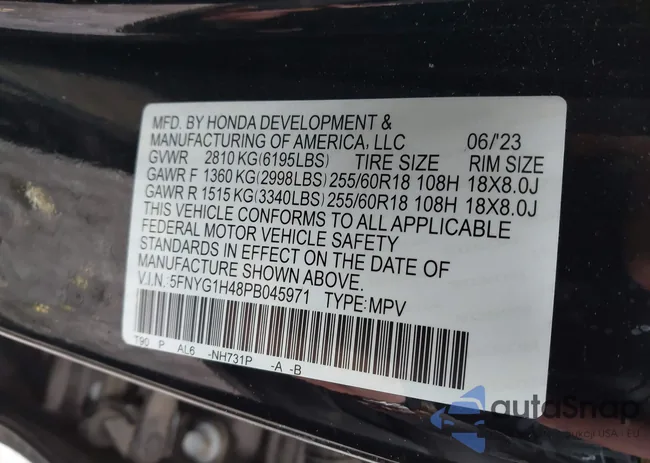 MFD. BY HONDA DEVELOPMENT &
MANUFACTURING OF AMERICA, LLC 06/'23
GVWR 2810 KG(6195LBS) TIRE SIZE RIM SIZE
GAWR F 1360 KG(2998LBS) 255/60R18 108H 18X8.0J
GAWR R 1515 KG(3340LBS) 255/60R18 108H 18X8.0J
THIS VEHICLE CONFORMS TO ALL APPLICABLE
FEDERAL MOTOR VEHICLE SAFETY
STANDARDS IN EFFECT ON THE DATE OF
MANUFACTURE SHOWN ABOVE.
V.I.N.: 5FNYG1H48PB045971 TYPE:MPV
T90 P AL6 -NH731P -A -B
autoSnap
USA - EU